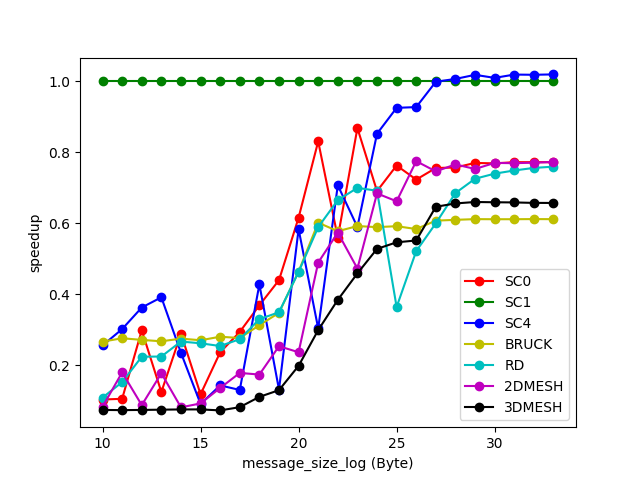 1.0
0.8
0.6
0.4
0.2
speedup
10 15 20 25 30
message_size_log (Byte)
SC0
SC1
SC4
BRUCK
RD
2DMESH
3DMESH